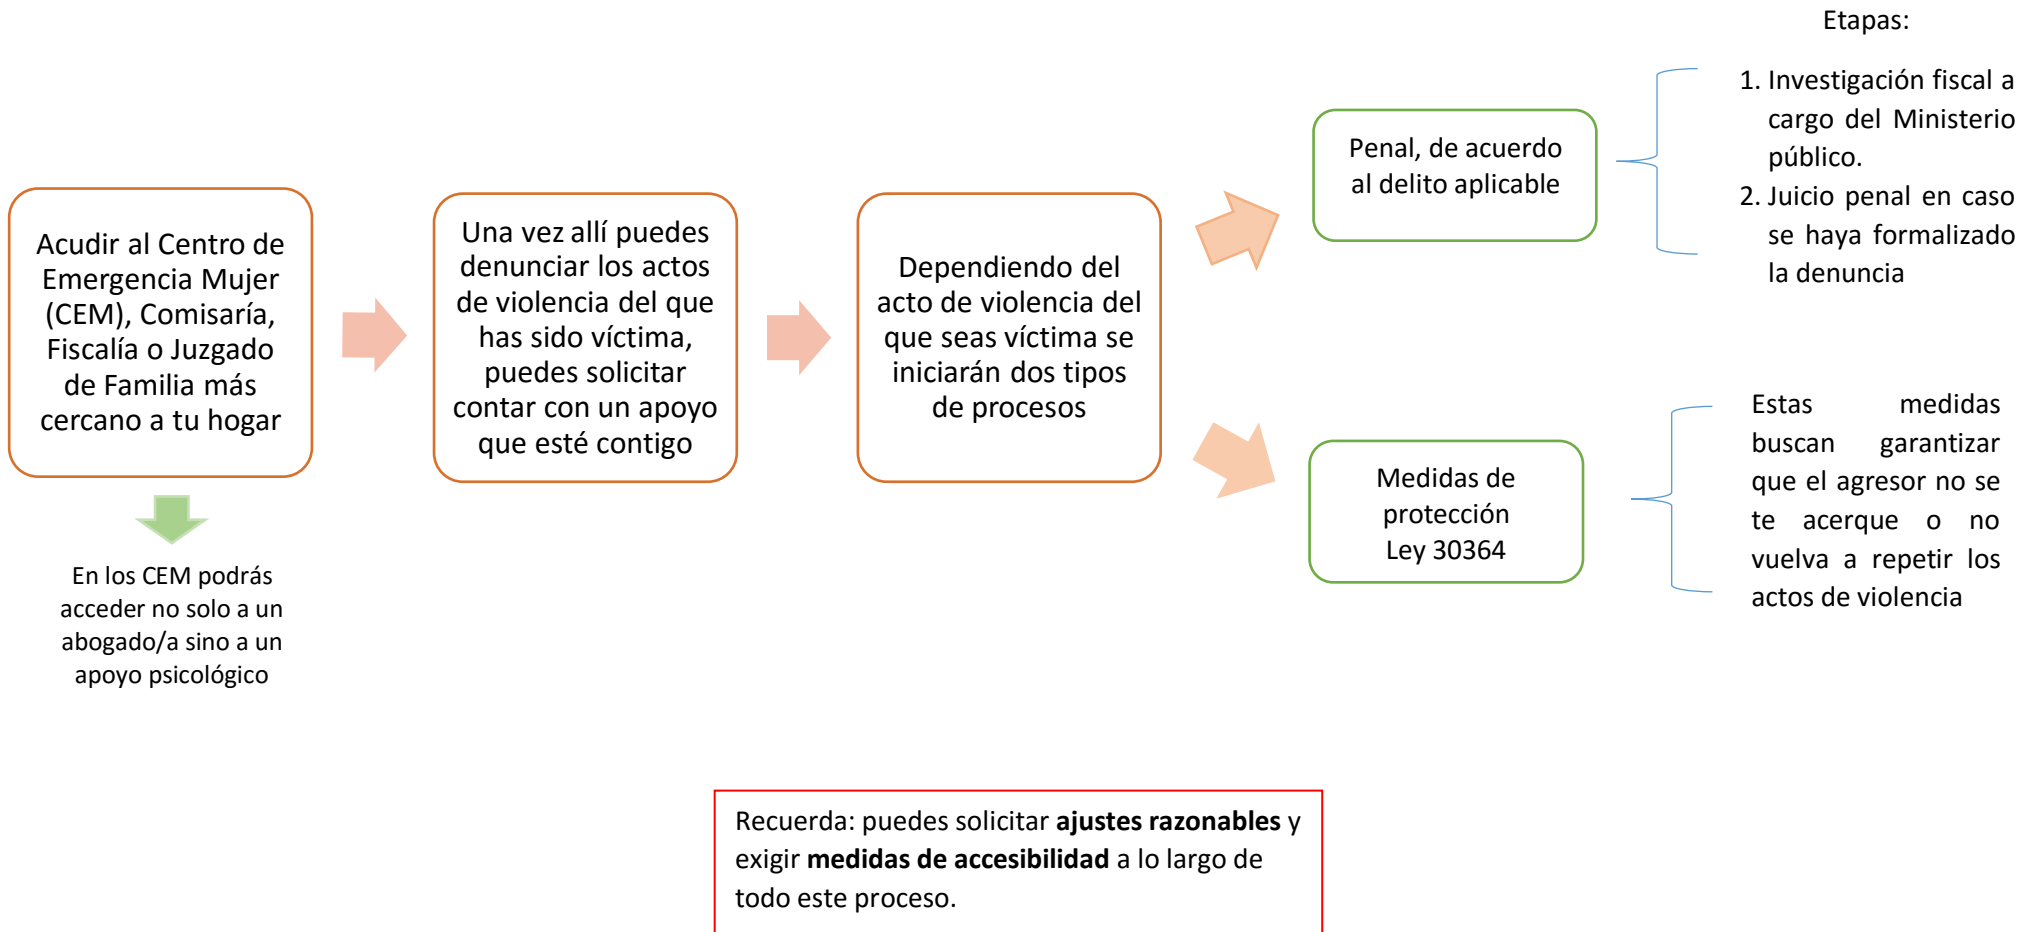 Acudir al Centro de
Emergencia Mujer
(CEM), Comisaría,
Fiscalía o Juzgado
de Familia más
cercano a tu hogar
En los CEM podrás
acceder no solo a un
abogado/a sino a un
apoyo psicológico
Una vez allí puedes
denunciar los actos
de violencia del que
has sido víctima,
puedes solicitar
contar con un apoyo
que esté contigo
Dependiendo del
acto de violencia del
que seas víctima se
iniciarán dos tipos
de procesos
Penal, de acuerdo
al delito aplicable
Etapas:
1. Investigación fiscal a
cargo del Ministerio
público.
2. Juicio penal en caso
se haya formalizado
la denuncia
Medidas de
protección
Ley 30364
Estas medidas
buscan garantizar
que el agresor no se
te acerque o no
vuelva a repetir los
actos de violencia
Recuerda: puedes solicitar ajustes razonables y
exigir medidas de accesibilidad a lo largo de
todo este proceso.